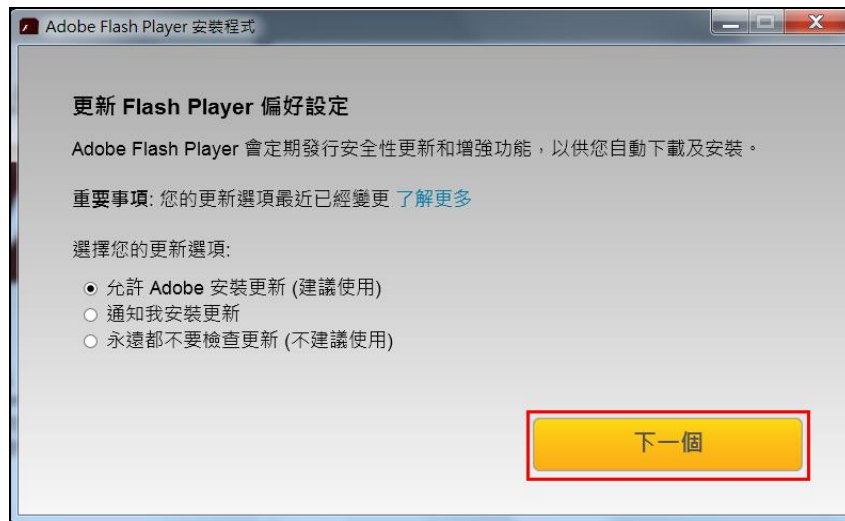 Adobe Flash Player 安裝程式
更新 Flash Player 偏好設定
Adobe Flash Player 會定期發行安全性更新和增強功能，以供您自動下載及安裝。
重要事項: 您的更新選項最近已經變更 了解更多
選擇您的更新選項:
允許 Adobe 安裝更新 (建議使用)
通知我安裝更新
永遠都不要檢查更新 (不建議使用)
下一個